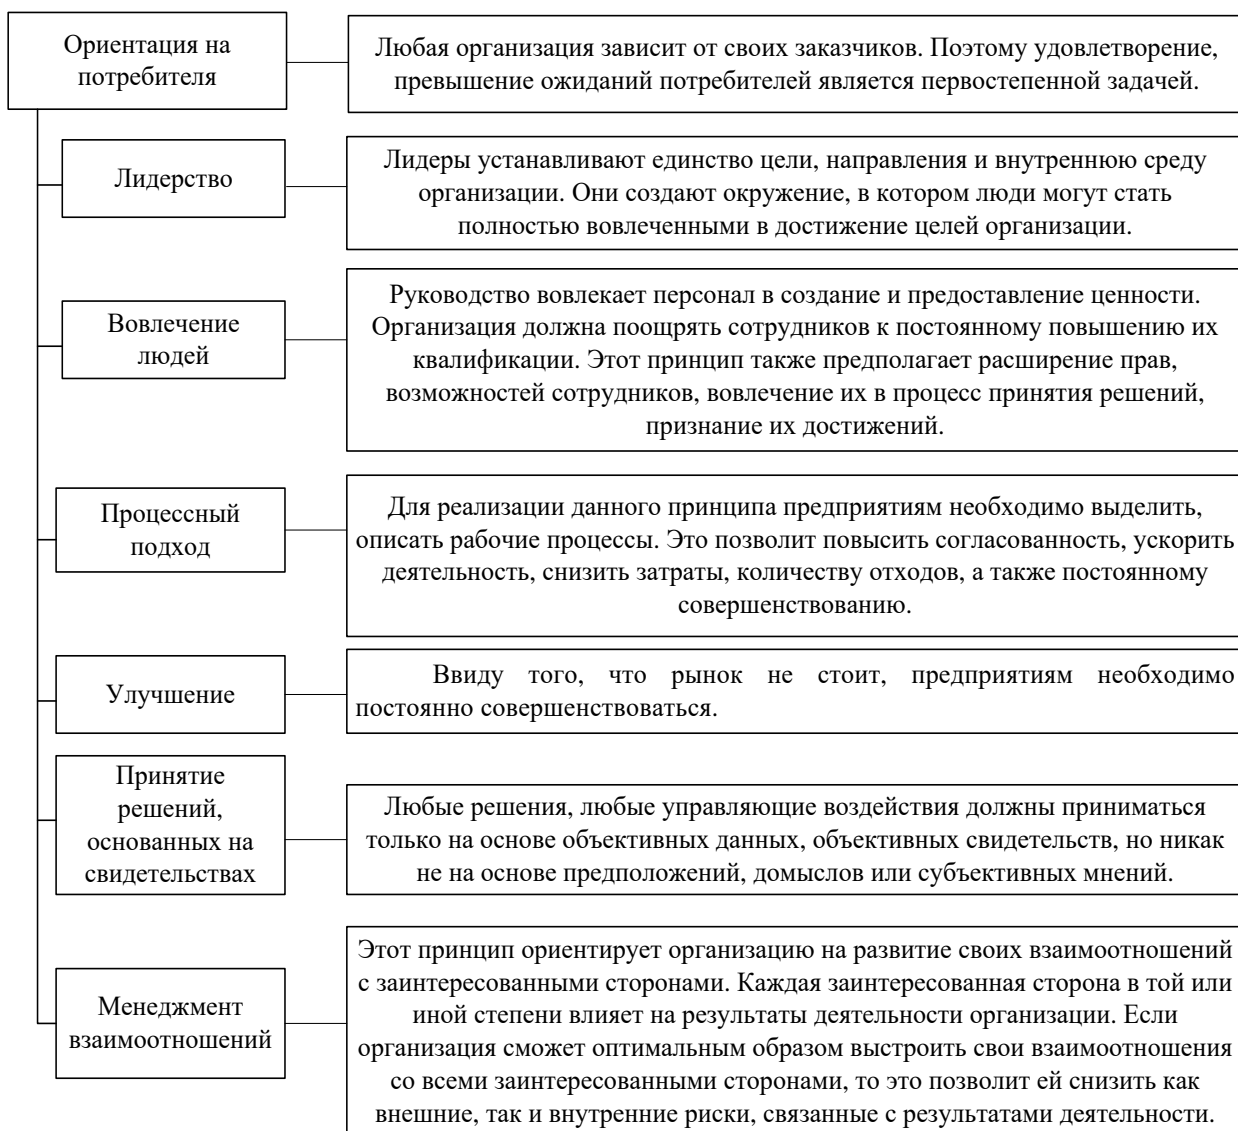 Ориентация на
потребителя
Любая организация зависит от своих заказчиков. Поэтому удовлетворение,
превышение ожиданий потребителей является первостепенной задачей.
Лидерство
Лидеры устанавливают единство цели, направления и внутреннюю среду
организации. Они создают окружение, в котором люди могут стать
полностью вовлеченными в достижение целей организации.
Вовлечение
людей
Руководство вовлекает персонал в создание и предоставление ценности.
Организация должна поощрять сотрудников к постоянному повышению их
квалификации. Этот принцип также предполагает расширение прав,
возможностей сотрудников, вовлечение их в процесс принятия решений,
признание их достижений.
Процессный
подход
Для реализации данного принципа предприятиям необходимо выделить,
описать рабочие процессы. Это позволит повысить согласованность, ускорить
деятельность, снизить затраты, количеству отходов, а также постоянному
совершенствованию.
Улучшение
Ввиду того, что рынок не стоит, предприятиям необходимо
постоянно совершенствоваться.
Принятие
решений,
основанных на
свидетельствах
Любые решения, любые управляющие воздействия должны приниматься
только на основе объективных данных, объективных свидетельств, но никак
не на основе предположений, домыслов или субъективных мнений.
Менеджмент
взаимоотношений
Этот принцип ориентирует организацию на развитие своих взаимоотношений
с заинтересованными сторонами. Каждая заинтересованная сторона в той или
иной степени влияет на результаты деятельности организации. Если
организация сможет оптимальным образом выстроить свои взаимоотношения
со всеми заинтересованными сторонами, то это позволит ей снизить как
внешние, так и внутренние риски, связанные с результатами деятельности.